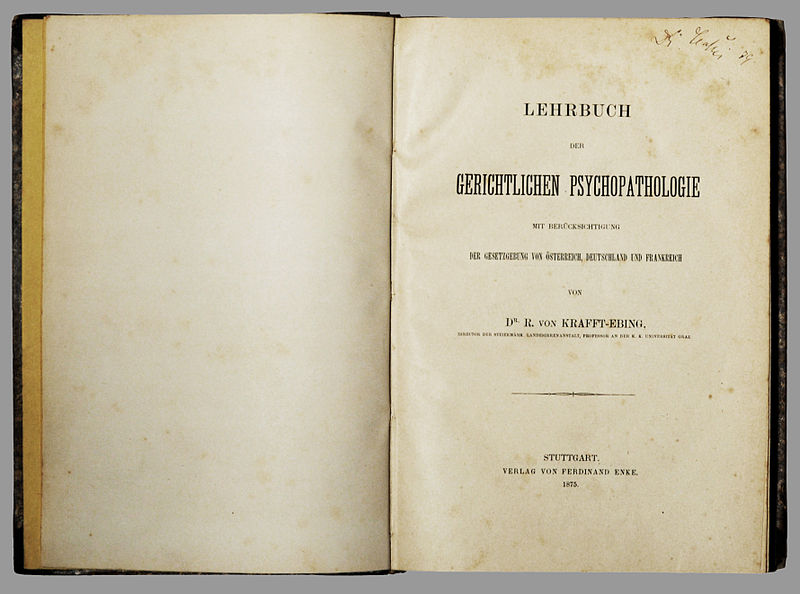 Dr.
LEHRBUCH
DER
GERICHTLICHEN PSYCHOPATHOLOGIE
MIT BERÜCKSICHTIGUNG
DER GESETZGEBUNG VON ÖSTERREICH, DEUTSCHLAND UND FRANKREICH
VON
DR. R. VON KRAFFT-EBING,
DIRECTOR DER STEIERMÄRK. LANDESIRRENANSTALT, PROFESSOR AN DER K. K. UNIVERSITÄT GRAZ
STUTTGART.
VERLAG VON FERDINAND ENKE.
1875.